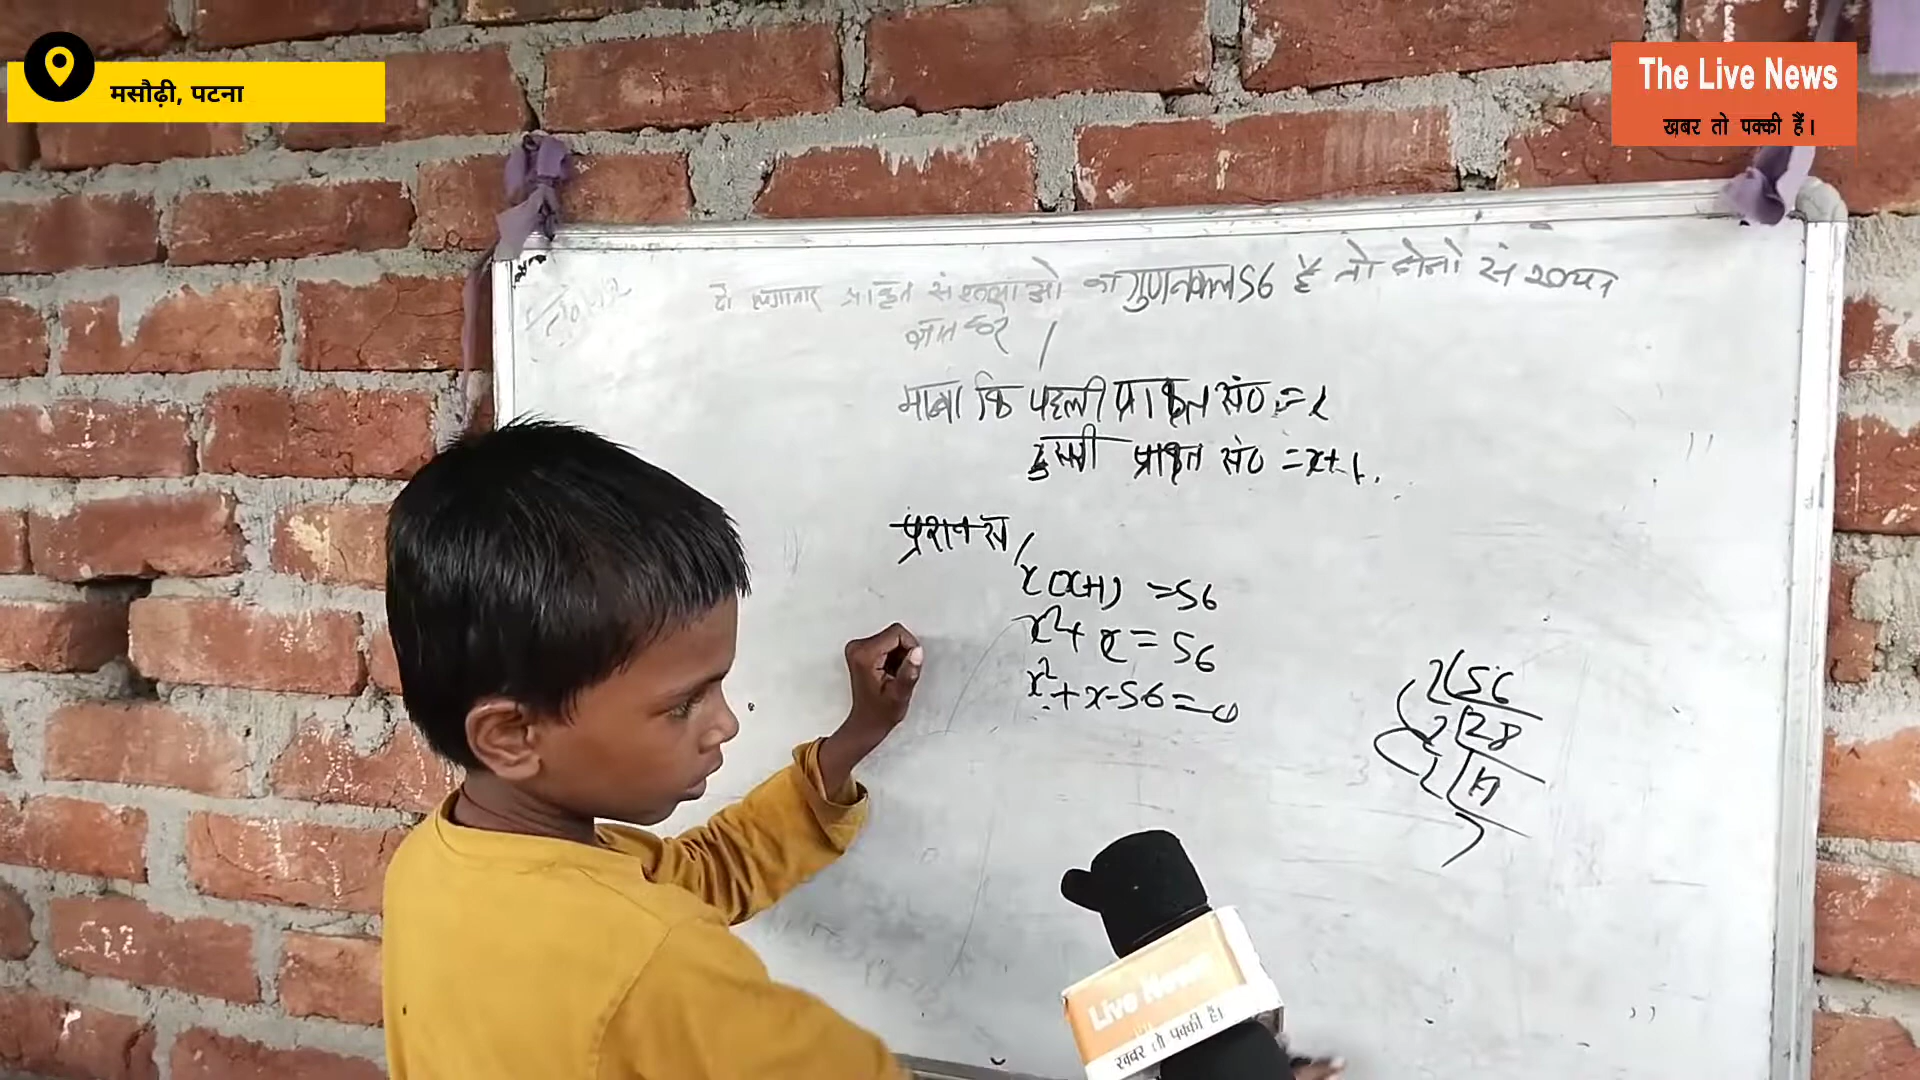 मसौढ़ी, पटना
The Live News
ख़बर तो पक्की हैं।
दो लगातार प्राकृत संख्याओ का गुणनफल 56 है तो दोनो संख्या
ज्ञात करे
माना कि पहली प्राकृत सं० = x
दुसरी प्राकृत सं० = x+1.
प्रशन से,
x(x+1) = 56
x²+ x = 56
x²+x-56=0
2 56
2 28
2 14
7
Live News
ख़बर तो पक्की हैं।